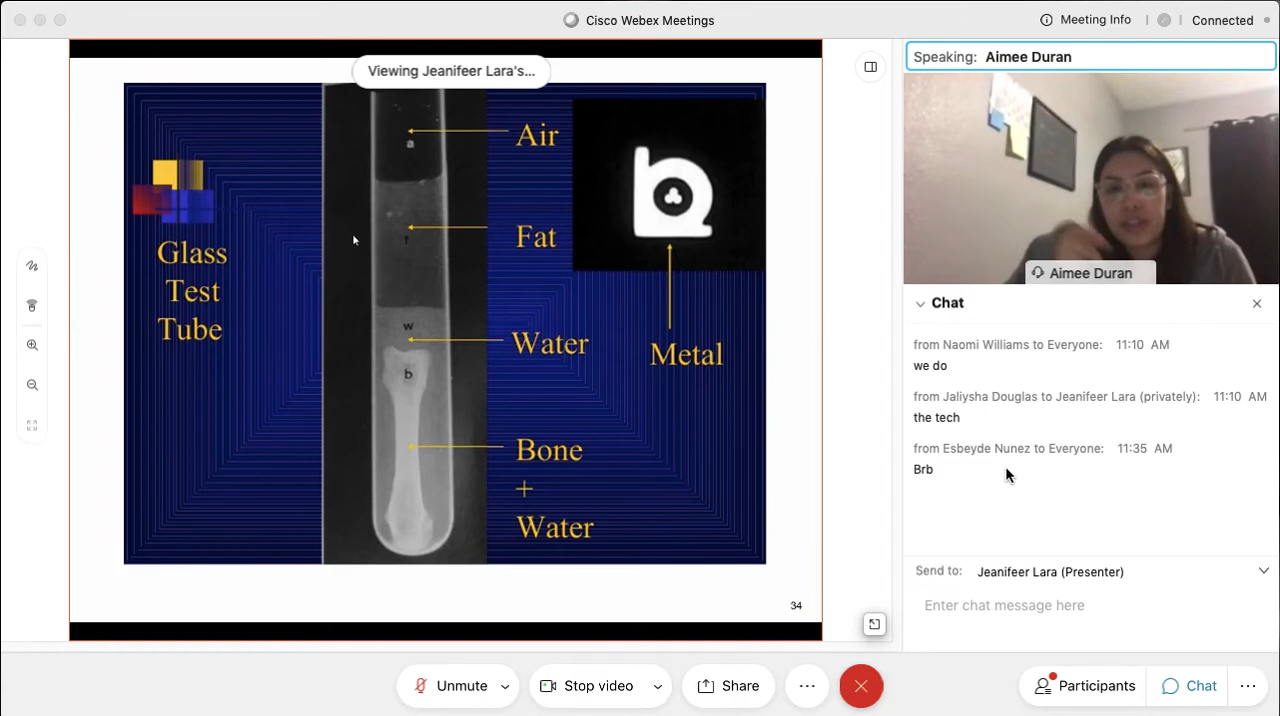 Cisco Webex Meetings
Meeting Info
Connected
Viewing Jeanifeer Lara's...
Speaking: Aimee Duran
Glass
Test
Tube
a
f
w
b
Air
Fat
Water
Bone
+
Water
Metal
34
Aimee Duran
Chat
from Naomi Williams to Everyone: 11:10 AM
we do
from Jaliysha Douglas to Jeanifeer Lara (privately): 11:10 AM
the tech
from Esbeyde Nunez to Everyone: 11:35 AM
Brb
Send to: Jeanifeer Lara (Presenter)
Enter chat message here
Unmute
Stop video
Share
Participants
Chat